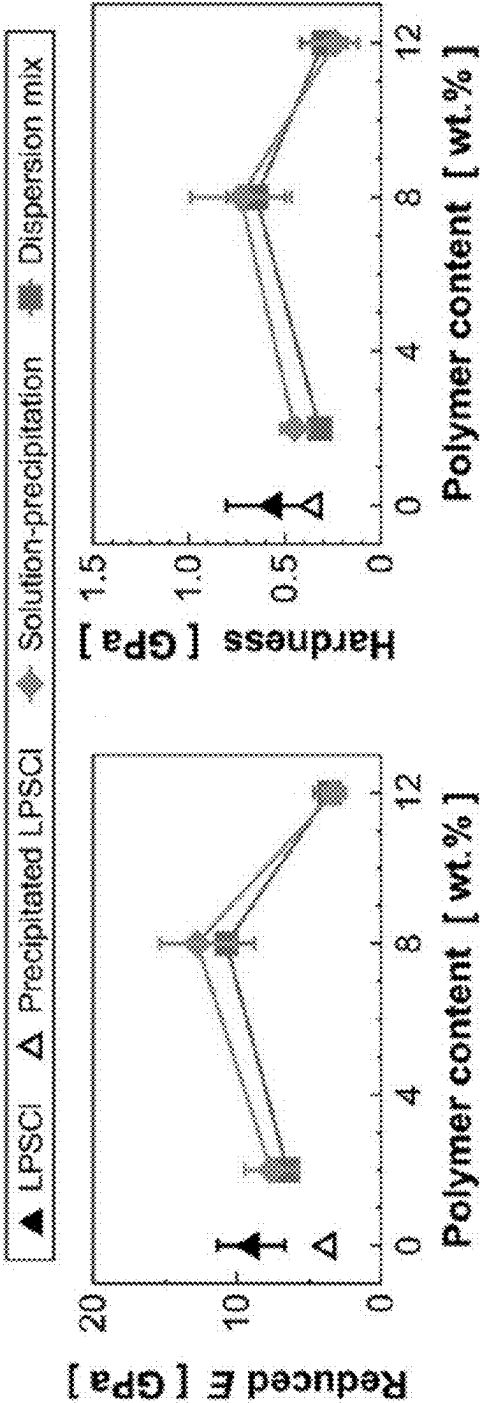 LPSCl
Precipitated LPSCl
Solution-precipitation
Dispersion mix
Reduced E [ GPa ]
20
10
0
0
4
8
12
Polymer content [ wt.% ]
Hardness [ GPa ]
1.5
1.0
0.5
0
0
4
8
12
Polymer content [ wt.% ]